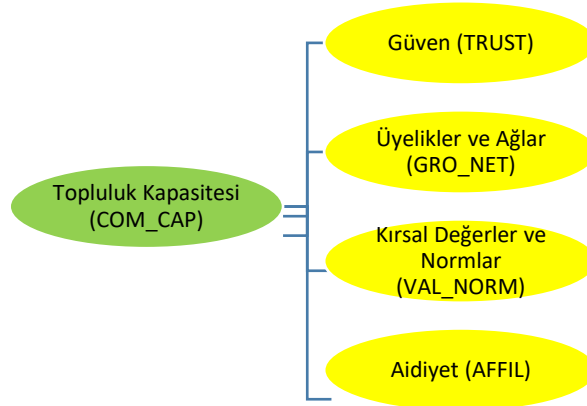 Güven (TRUST)
Üyelikler ve Ağlar
(GRO_NET)
Topluluk Kapasitesi
(COM_CAP)
Kırsal Değerler ve
Normlar
(VAL_NORM)
Aidiyet (AFFIL)